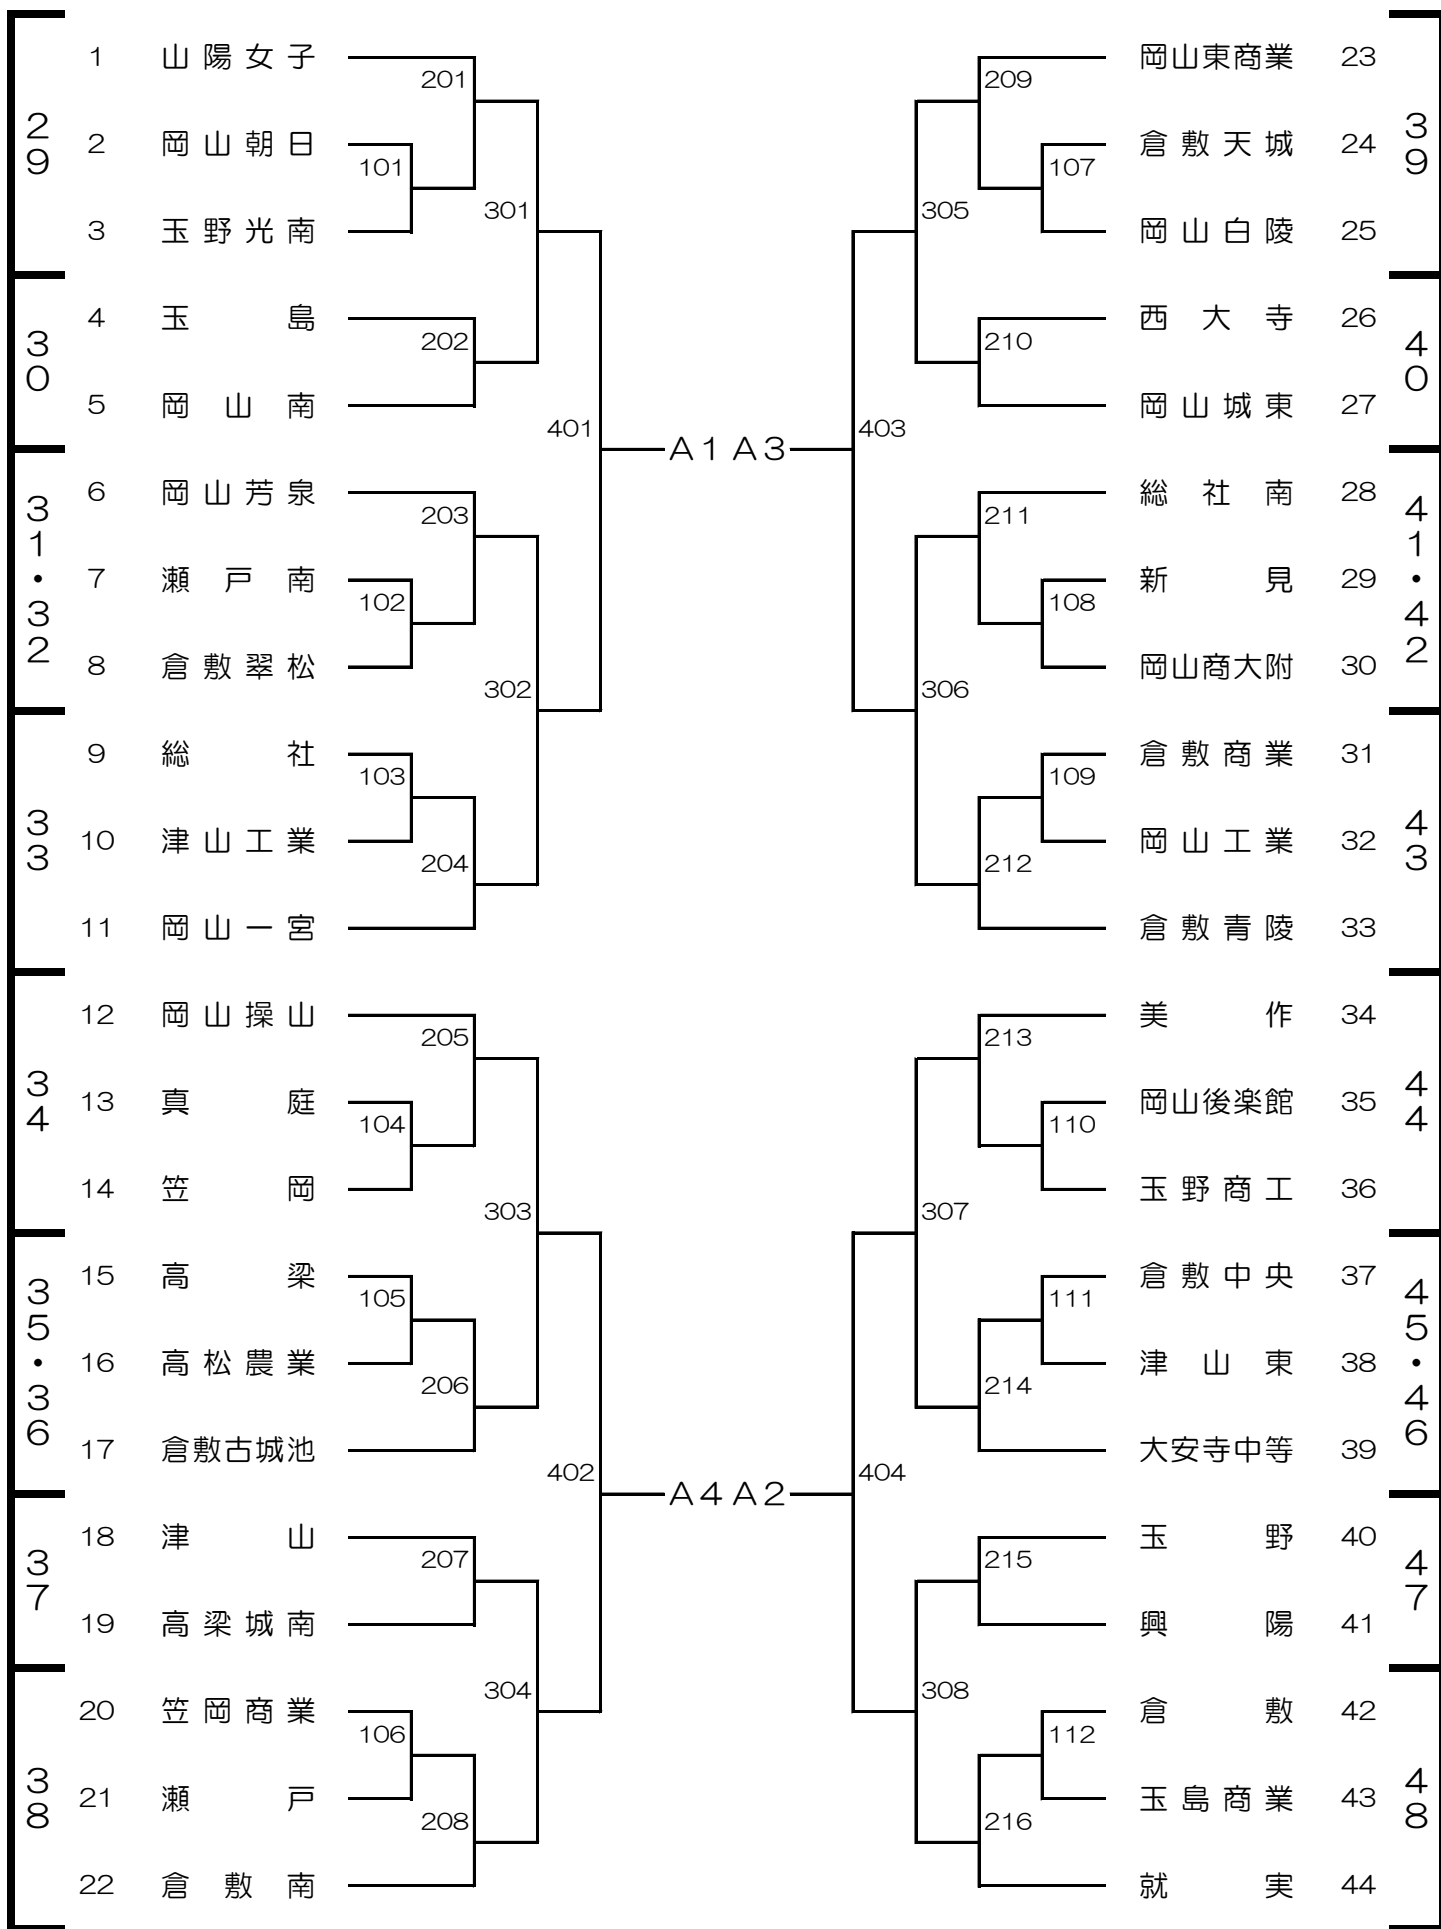 29
1 山陽女子
201
2 岡山朝日
101
3 玉野光南
301
30
4 玉島
202
5 岡山南
401
A1
31・32
6 岡山芳泉
203
7 瀬戸南
102
8 倉敷翠松
302
33
9 総社
103
10 津山工業
204
11 岡山一宮
34
12 岡山操山
205
13 真庭
104
14 笠岡
303
35・36
15 高梁
105
16 高松農業
206
17 倉敷古城池
402
A4
37
18 津山
207
19 高梁城南
304
38
20 笠岡商業
106
21 瀬戸
208
22 倉敷南
岡山東商業 23
209
39
倉敷天城 24
107
岡山白陵 25
305
西大寺 26
210
40
岡山城東 27
403
A3
総社南 28
211
41・42
新見 29
108
岡山商大附 30
306
倉敷商業 31
109
43
岡山工業 32
212
倉敷青陵 33
美作 34
213
44
岡山後楽館 35
110
玉野商工 36
307
倉敷中央 37
111
45・46
津山東 38
214
大安寺中等 39
404
A2
玉野 40
215
47
興陽 41
308
倉敷 42
112
48
玉島商業 43
216
就実 44